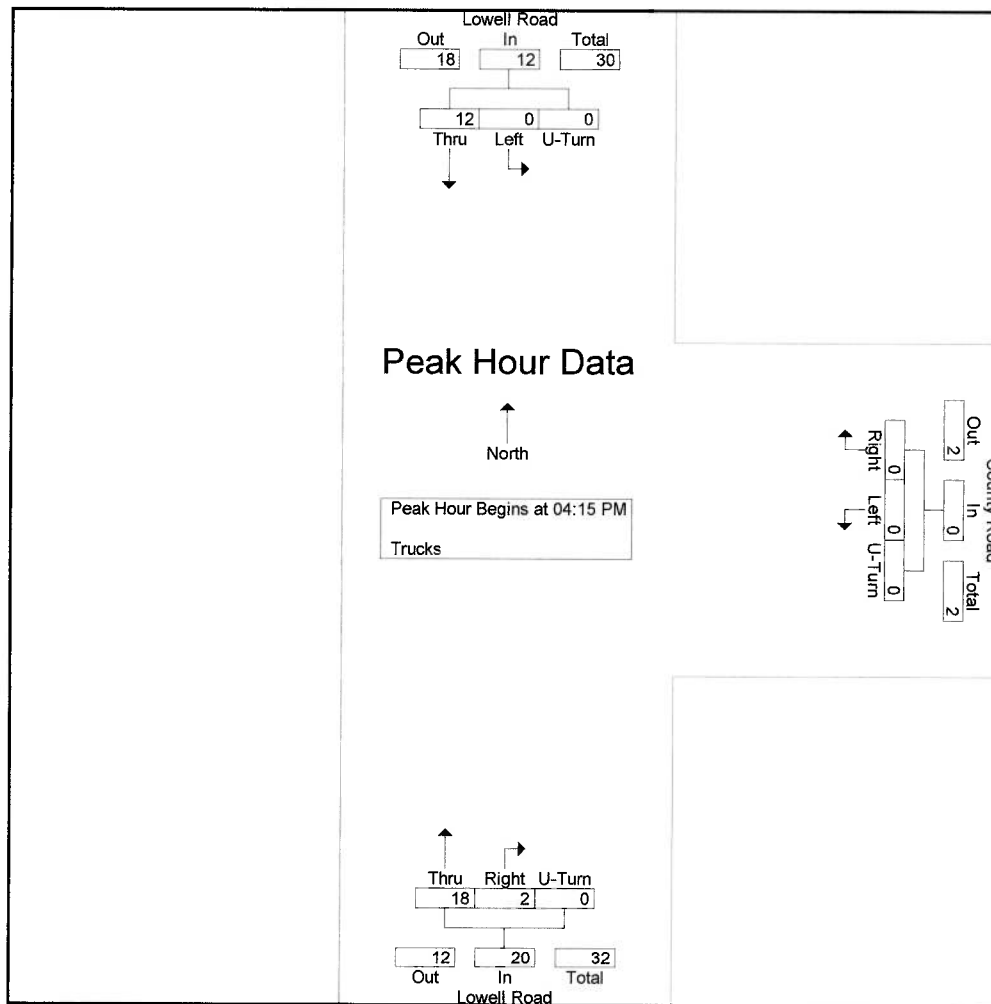 Lowell Road
Out In Total
18 12 30
12 0 0
Thru Left U-Turn
Peak Hour Data
North
Peak Hour Begins at 04:15 PM
Trucks
Out In Total
2 0 2
Right Left U-Turn
0 0 0
Road
Thru Right U-Turn
18 2 0
12 20 32
Out In Total
Lowell Road